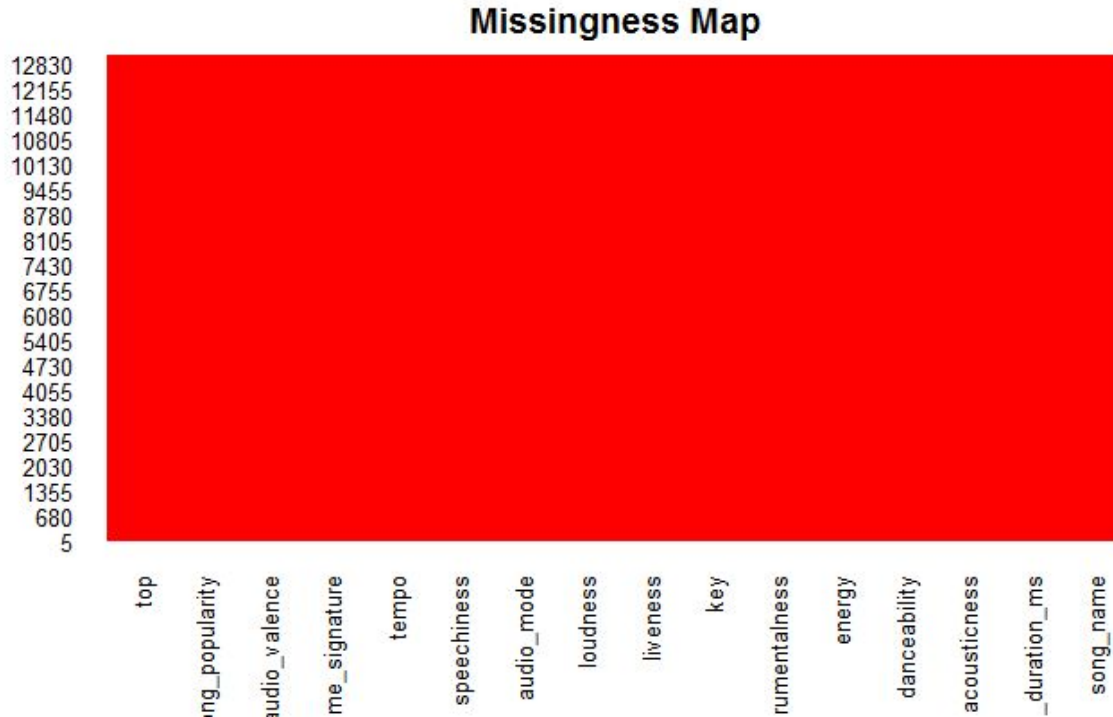 Missingness Map
12830
12155
11480
10805
10130
9455
8780
8105
7430
6755
6080
5405
4730
4055
3380
2705
2030
1355
680
5
top
ong_popularity
audio_valence
me_signature
tempo
speechiness
audio_mode
loudness
liveness
key
rumentalness
energy
danceability
acousticness
_duration_ms
song_name